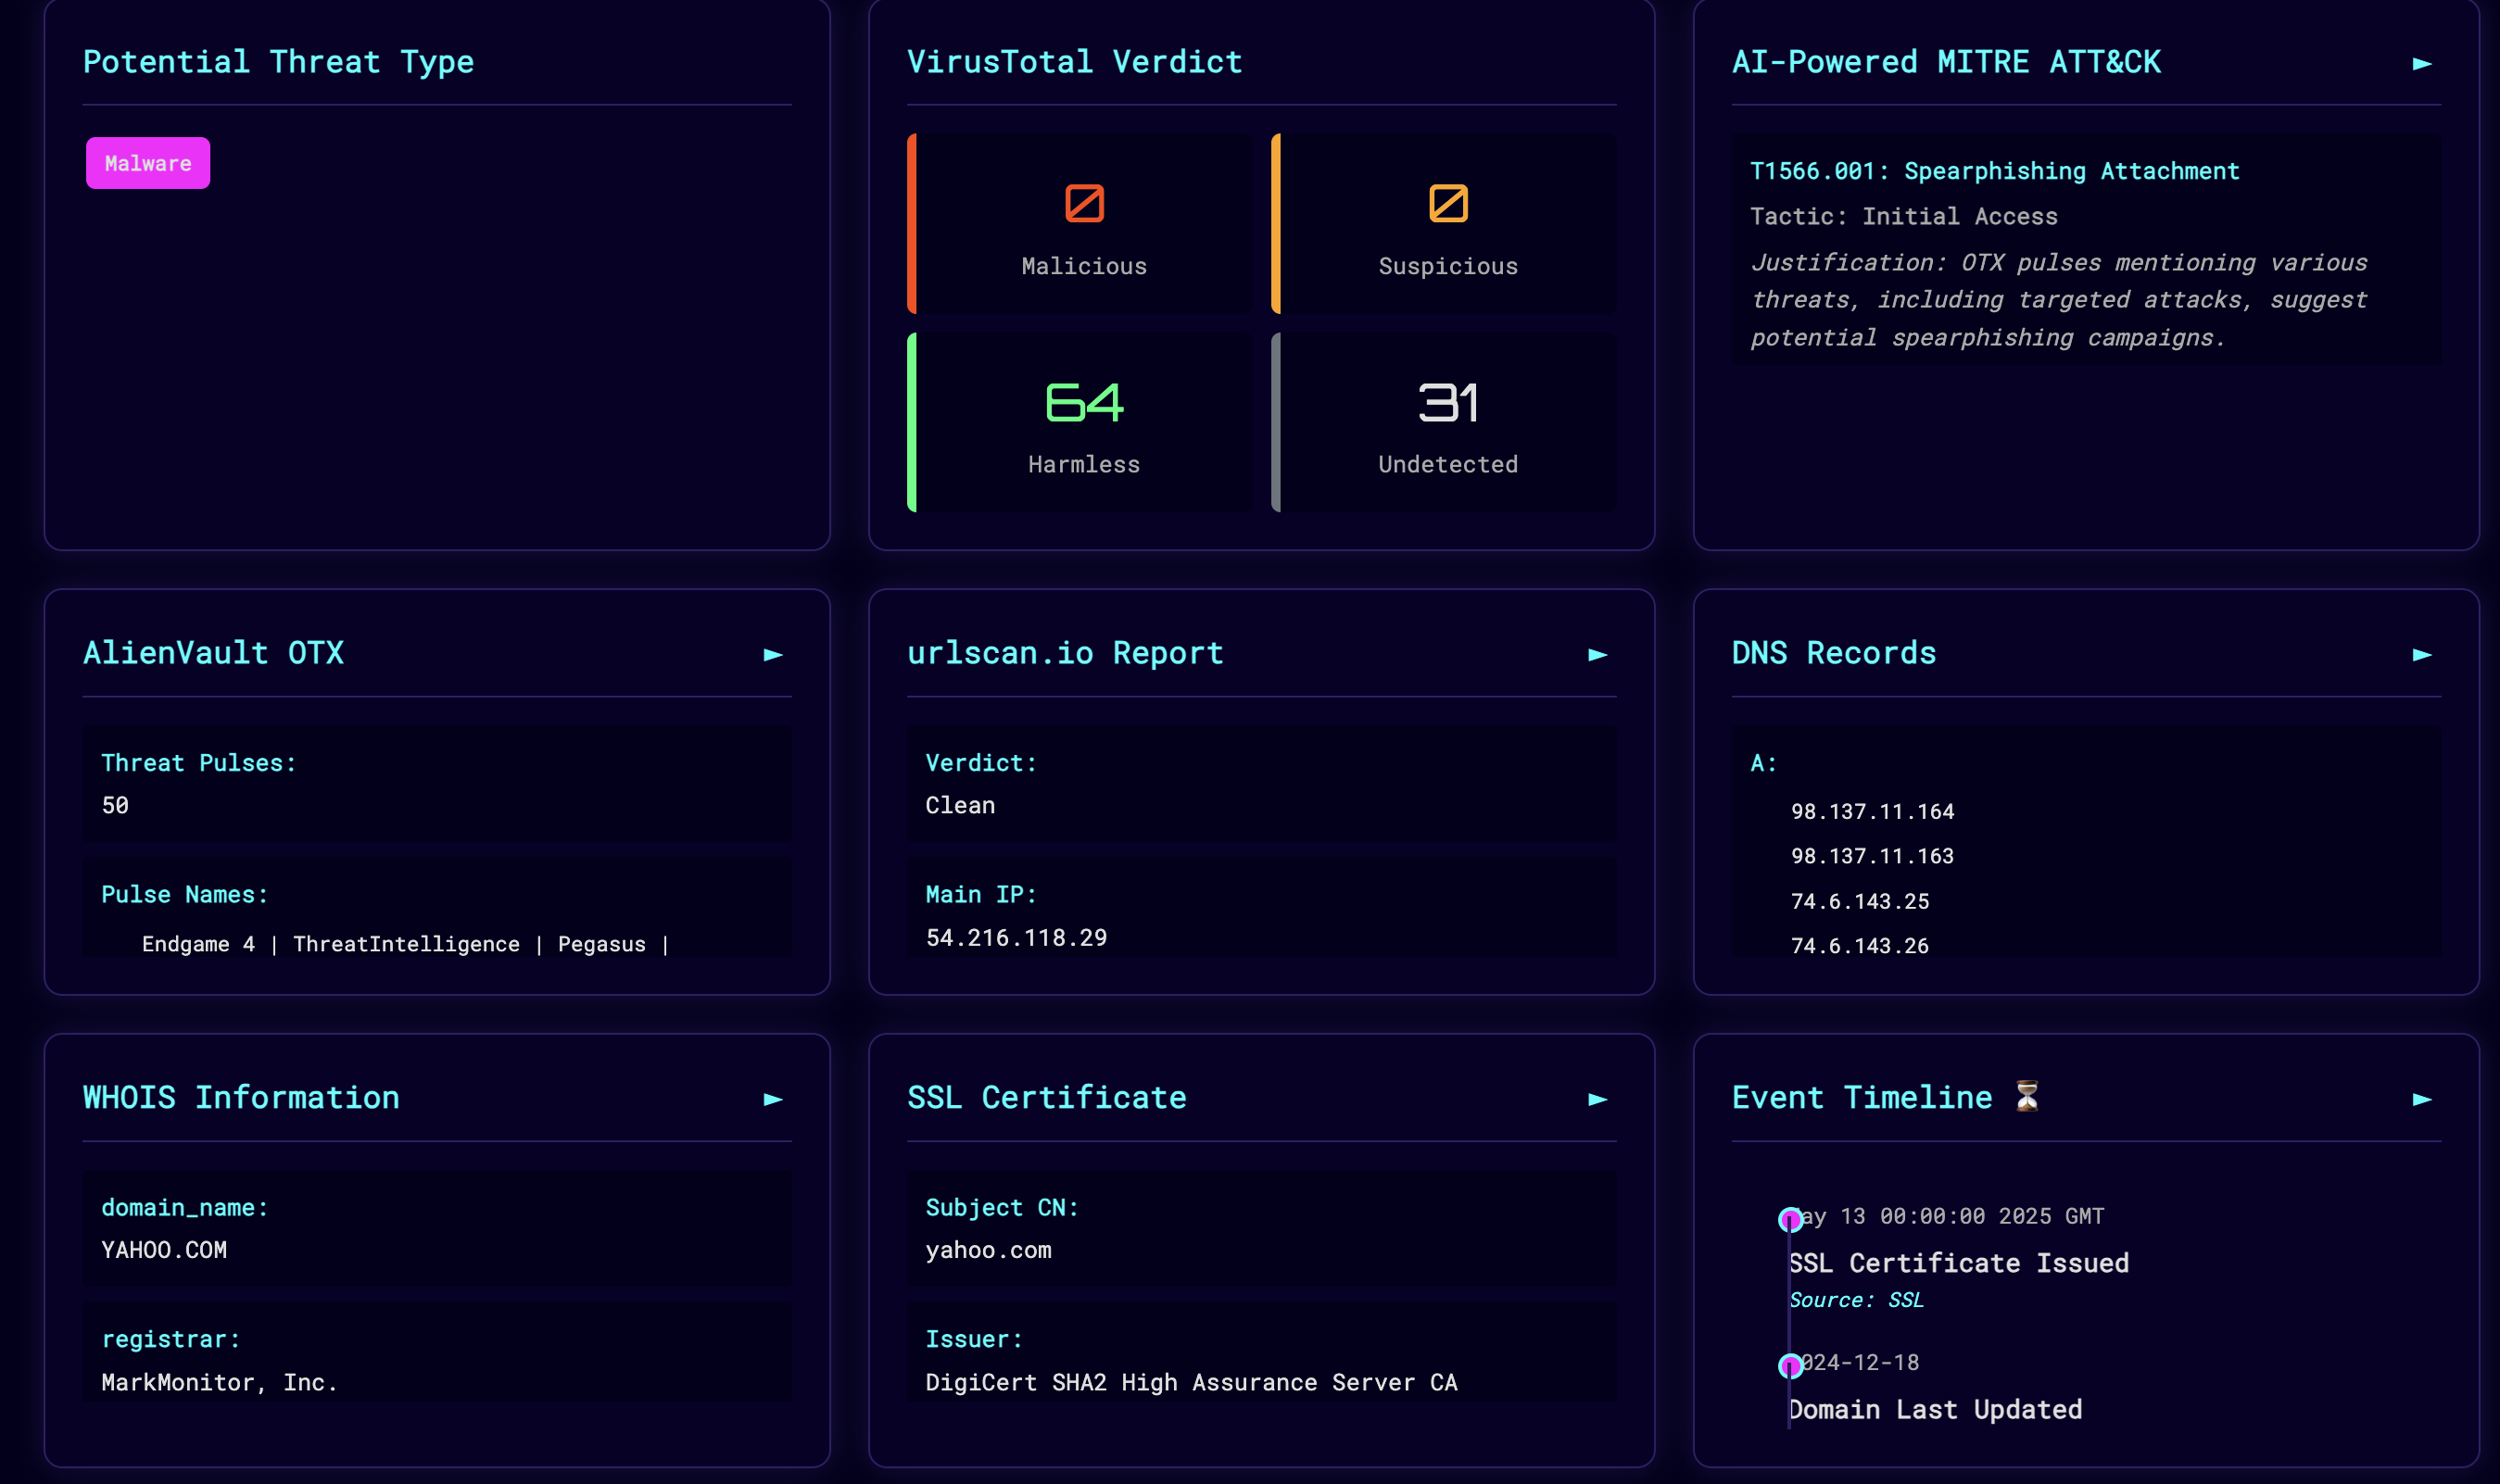 Potential Threat Type
Malware
VirusTotal Verdict
0
Malicious
0
Suspicious
64
Harmless
31
Undetected
AI-Powered MITRE ATT&CK
T1566.001: Spearphishing Attachment
Tactic: Initial Access
Justification: OTX pulses mentioning various
threats, including targeted attacks, suggest
potential spearphishing campaigns.
AlienVault OTX
Threat Pulses:
50
Pulse Names:
Endgame 4 | ThreatIntelligence | Pegasus |
urlscan.io Report
Verdict:
Clean
Main IP:
54.216.118.29
DNS Records
A:
98.137.11.164
98.137.11.163
74.6.143.25
74.6.143.26
WHOIS Information
domain_name:
YAHOO.COM
registrar:
MarkMonitor, Inc.
SSL Certificate
Subject CN:
yahoo.com
Issuer:
DigiCert SHA2 High Assurance Server CA
Event Timeline ⏳
May 13 00:00:00 2025 GMT
SSL Certificate Issued
Source: SSL
2024-12-18
Domain Last Updated